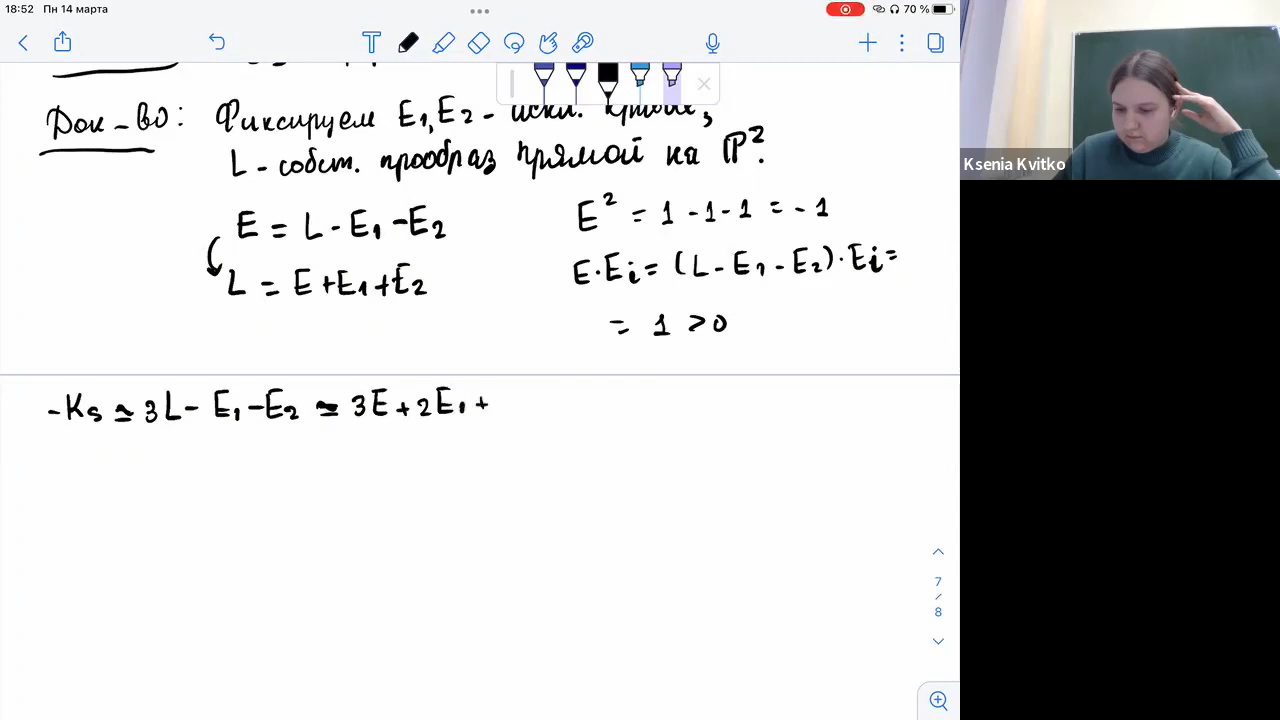 18:52 Пн 14 марта
70 %
Ksenia Kvitko
Док-во: Фиксируем E₁, E₂ - искл. кривые,
L - собст. прообраз прямой на ℙ².
E = L - E₁ - E₂
L = E + E₁ + E₂
E² = 1 - 1 - 1 = -1
E·Eᵢ = (L - E₁ - E₂)·Eᵢ =
= 1 > 0
-Kₛ ≃ 3L - E₁ - E₂ ≃ 3E + 2E₁ +
7
/
8